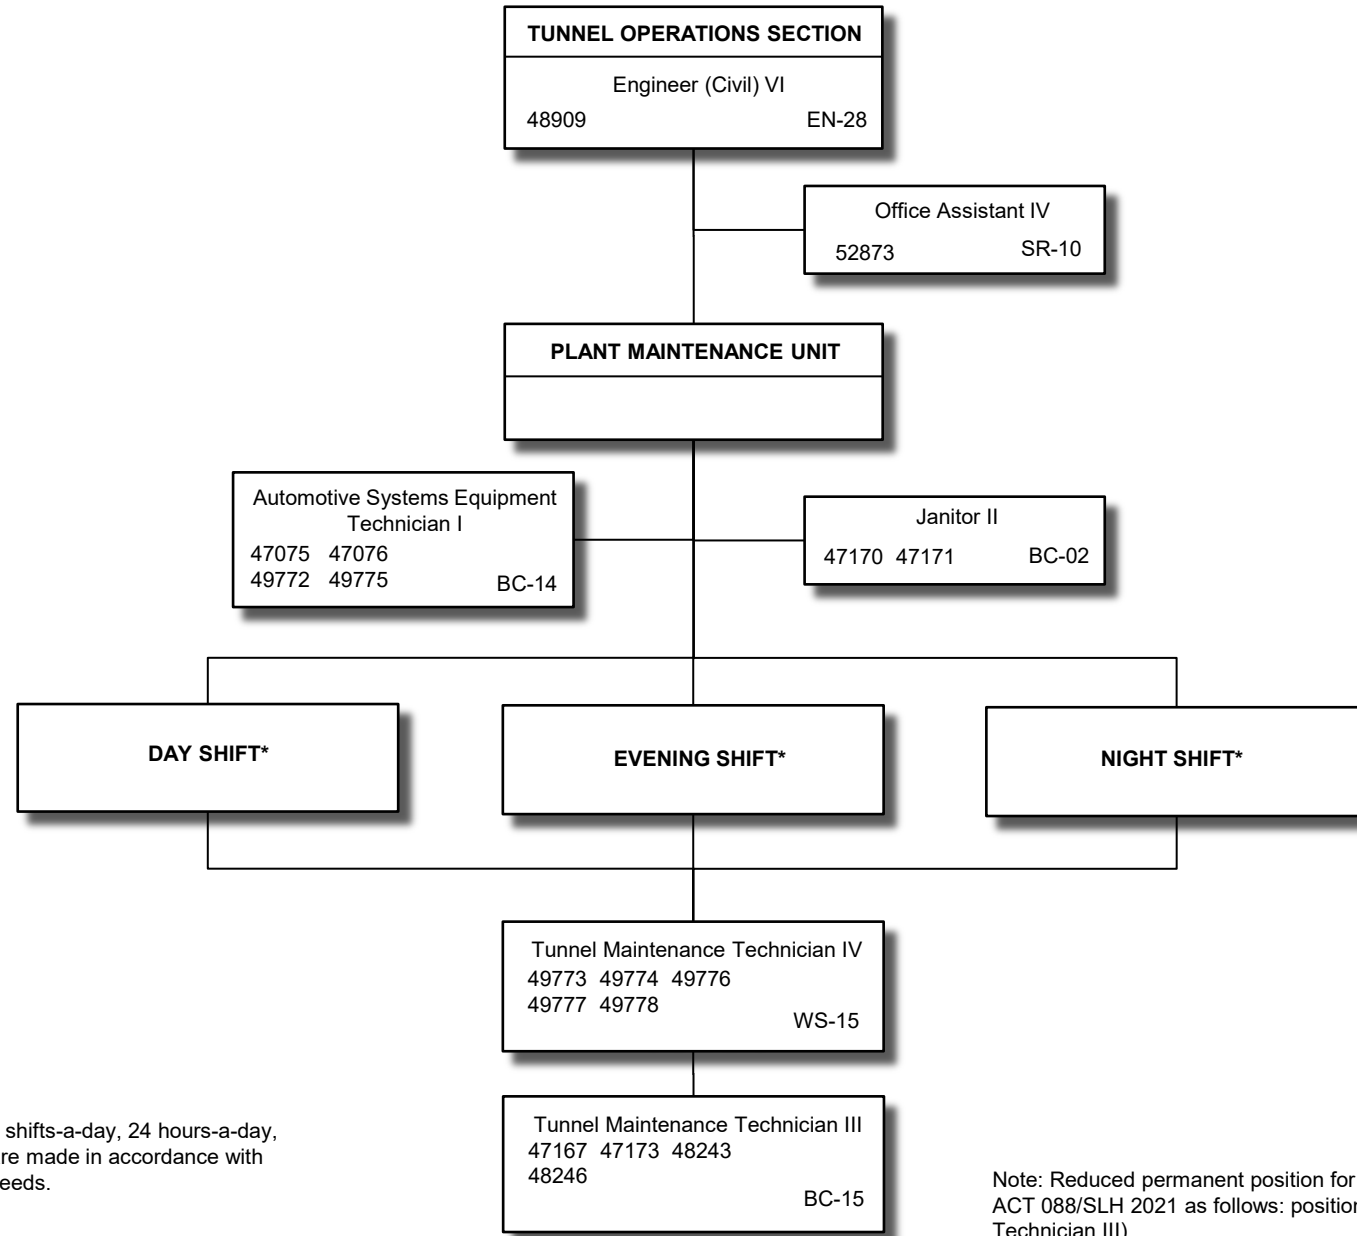 TUNNEL OPERATIONS SECTION
Engineer (Civil) VI
48909 EN-28
Office Assistant IV
52873 SR-10
PLANT MAINTENANCE UNIT
Automotive Systems Equipment
Technician I
47075 47076
49772 49775 BC-14
Janitor II
47170 47171 BC-02
DAY SHIFT*
EVENING SHIFT*
NIGHT SHIFT*
Tunnel Maintenance Technician IV
49773 49774 49776
49777 49778
WS-15
Tunnel Maintenance Technician III
47167 47173 48243
48246
BC-15
shifts-a-day, 24 hours-a-day,
re made in accordance with
eeds.
Note: Reduced permanent position for
ACT 088/SLH 2021 as follows: position
Technician III)